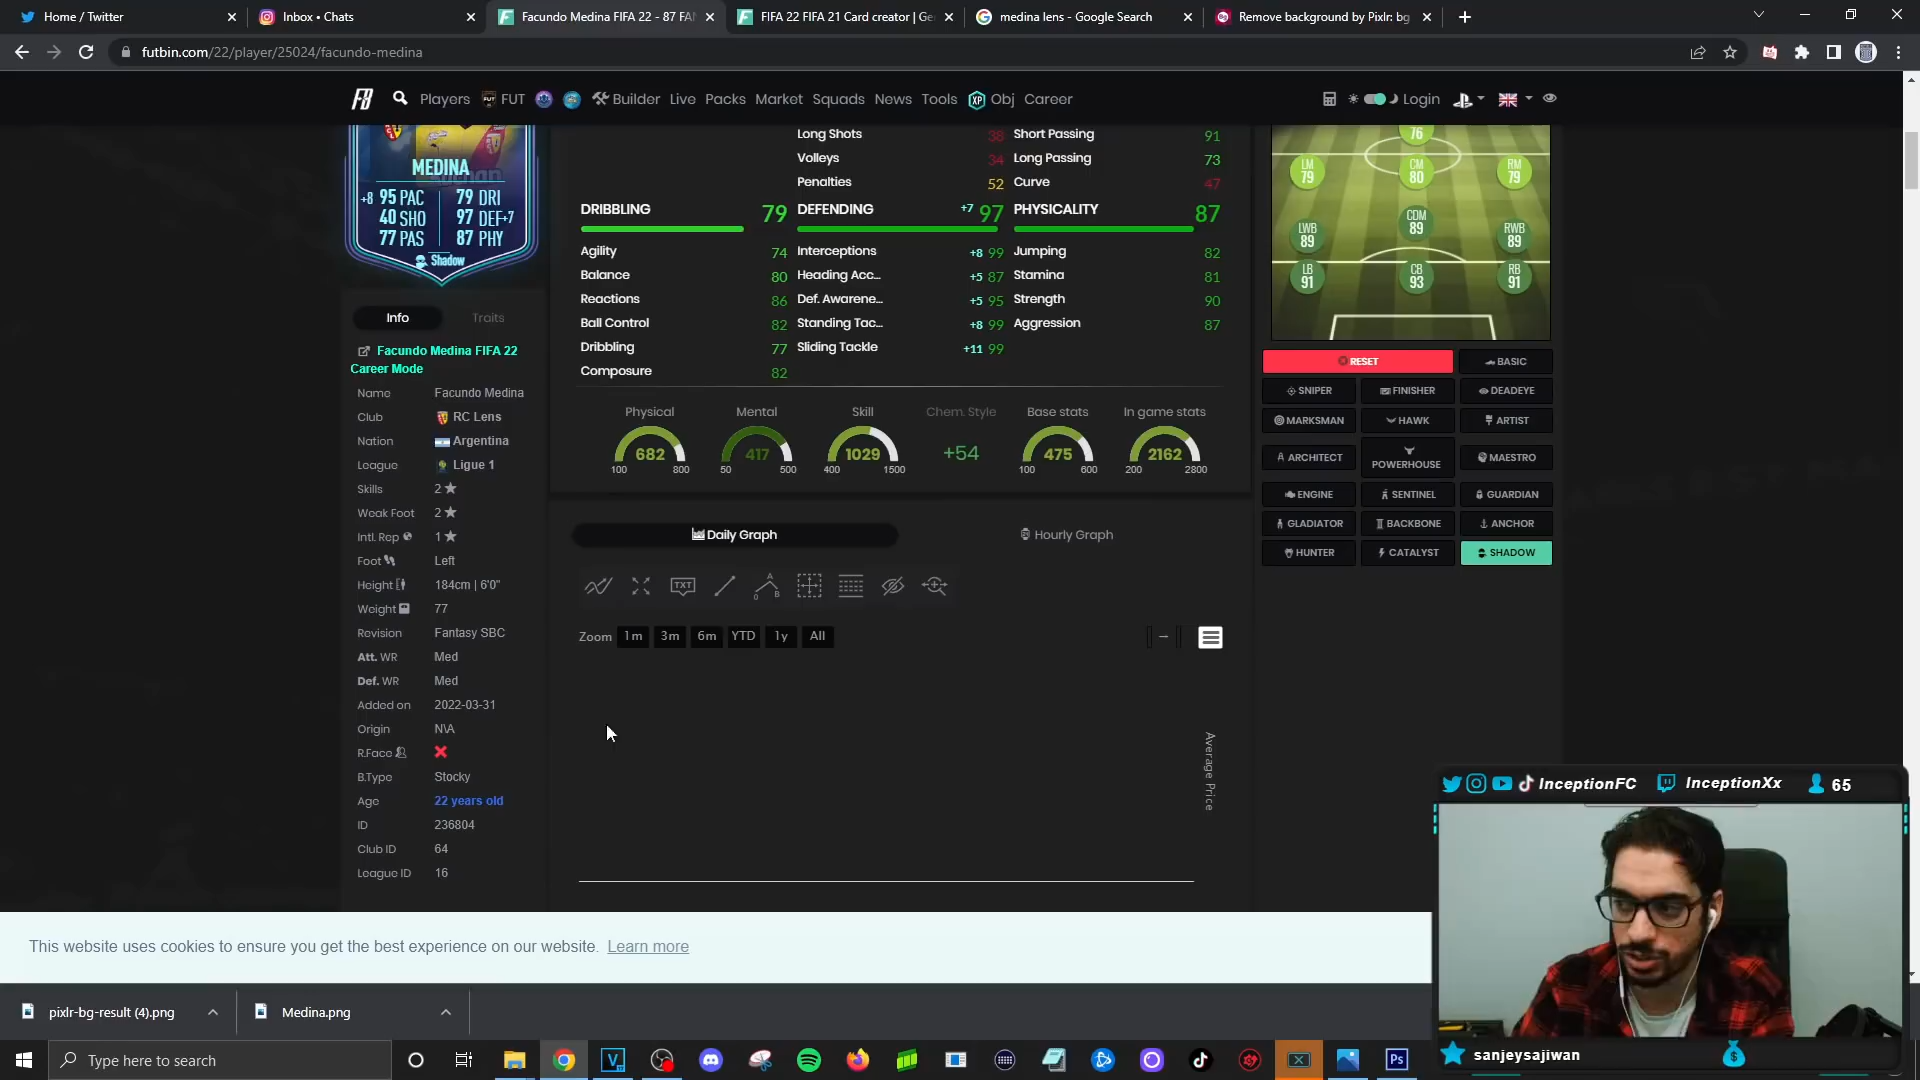 Home / Twitter
Inbox • Chats
Facundo Medina FIFA 22 - 87 FAN
FIFA 22 FIFA 21 Card creator | Ge
medina lens - Google Search
Remove background by Pixlr: bg
futbin.com/22/player/25024/facundo-medina
Players FUT Builder Live Packs Market Squads News Tools XP Obj Career Login
MEDINA
+8 95 PAC 79 DRI
40 SHO 97 DEF+7
77 PAS 87 PHY
Shadow
Long Shots 38 Short Passing 91
Volleys 34 Long Passing 73
Penalties 52 Curve 47
DRIBBLING 79 DEFENDING +7 97 PHYSICALITY 87
Agility 74 Interceptions +8 99 Jumping 82
Balance 80 Heading Acc... +5 87 Stamina 81
Reactions 86 Def. Awarene... +5 95 Strength 90
Ball Control 82 Standing Tac... +8 99 Aggression 87
Dribbling 77 Sliding Tackle +11 99
Composure 82
Physical Mental Skill Chem. Style Base stats In game stats
682 417 1029 +54 475 2162
100 800 50 500 400 1500 100 600 200 2800
76
LM 79 CM 80 RM 79
LWB 89 CDM 89 RWB 89
LB 91 CB 93 RB 91
RESET BASIC
SNIPER FINISHER DEADEYE
MARKSMAN HAWK ARTIST
ARCHITECT POWERHOUSE MAESTRO
ENGINE SENTINEL GUARDIAN
GLADIATOR BACKBONE ANCHOR
HUNTER CATALYST SHADOW
Info Traits
Facundo Medina FIFA 22
Career Mode
Name Facundo Medina
Club RC Lens
Nation Argentina
League Ligue 1
Skills 2
Weak Foot 2
Intl. Rep 1
Foot Left
Height 184cm | 6'0"
Weight 77
Revision Fantasy SBC
Att. WR Med
Def. WR Med
Added on 2022-03-31
Origin N\A
R.Face
B.Type Stocky
Age 22 years old
ID 236804
Club ID 64
League ID 16
Daily Graph Hourly Graph
TXT
Zoom 1m 3m 6m YTD 1y All
Average Price
InceptionFC InceptionXx 65
This website uses cookies to ensure you get the best experience on our website. Learn more
pixlr-bg-result (4).png
Medina.png
sanjeysajiwan
Type here to search